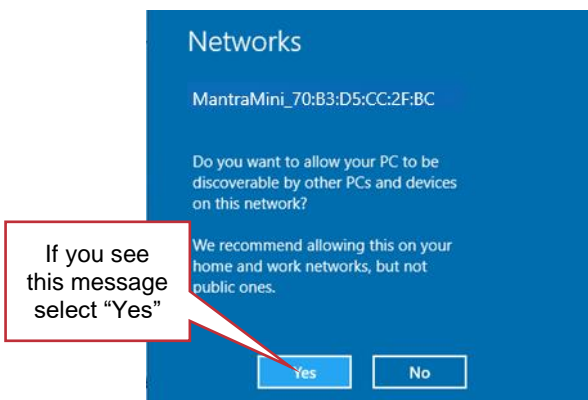 Networks
MantraMini_70:B3:D5:CC:2F:BC
Do you want to allow your PC to be
discoverable by other PCs and devices
on this network?
We recommend allowing this on your
home and work networks, but not
public ones.
If you see
this message
select “Yes”
Yes
No